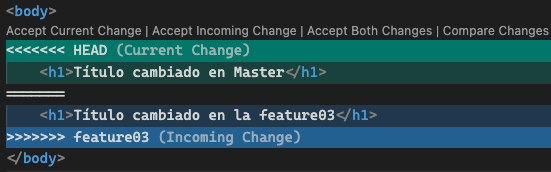 <body>
Accept Current Change | Accept Incoming Change | Accept Both Changes | Compare Changes
<<<<<<< HEAD (Current Change)
    <h1>Título cambiado en Master</h1>
=======
    <h1>Título cambiado en la feature03</h1>
>>>>>>> feature03 (Incoming Change)
</body>